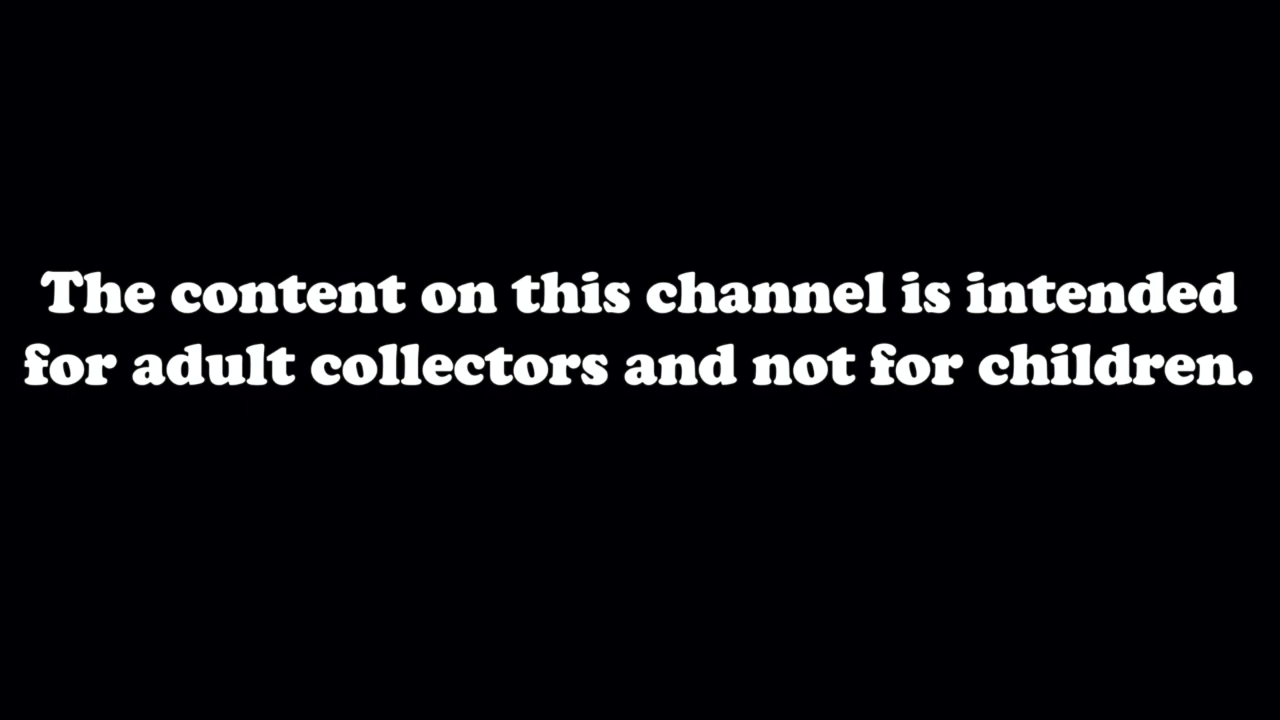 The content on this channel is intended
for adult collectors and not for children.